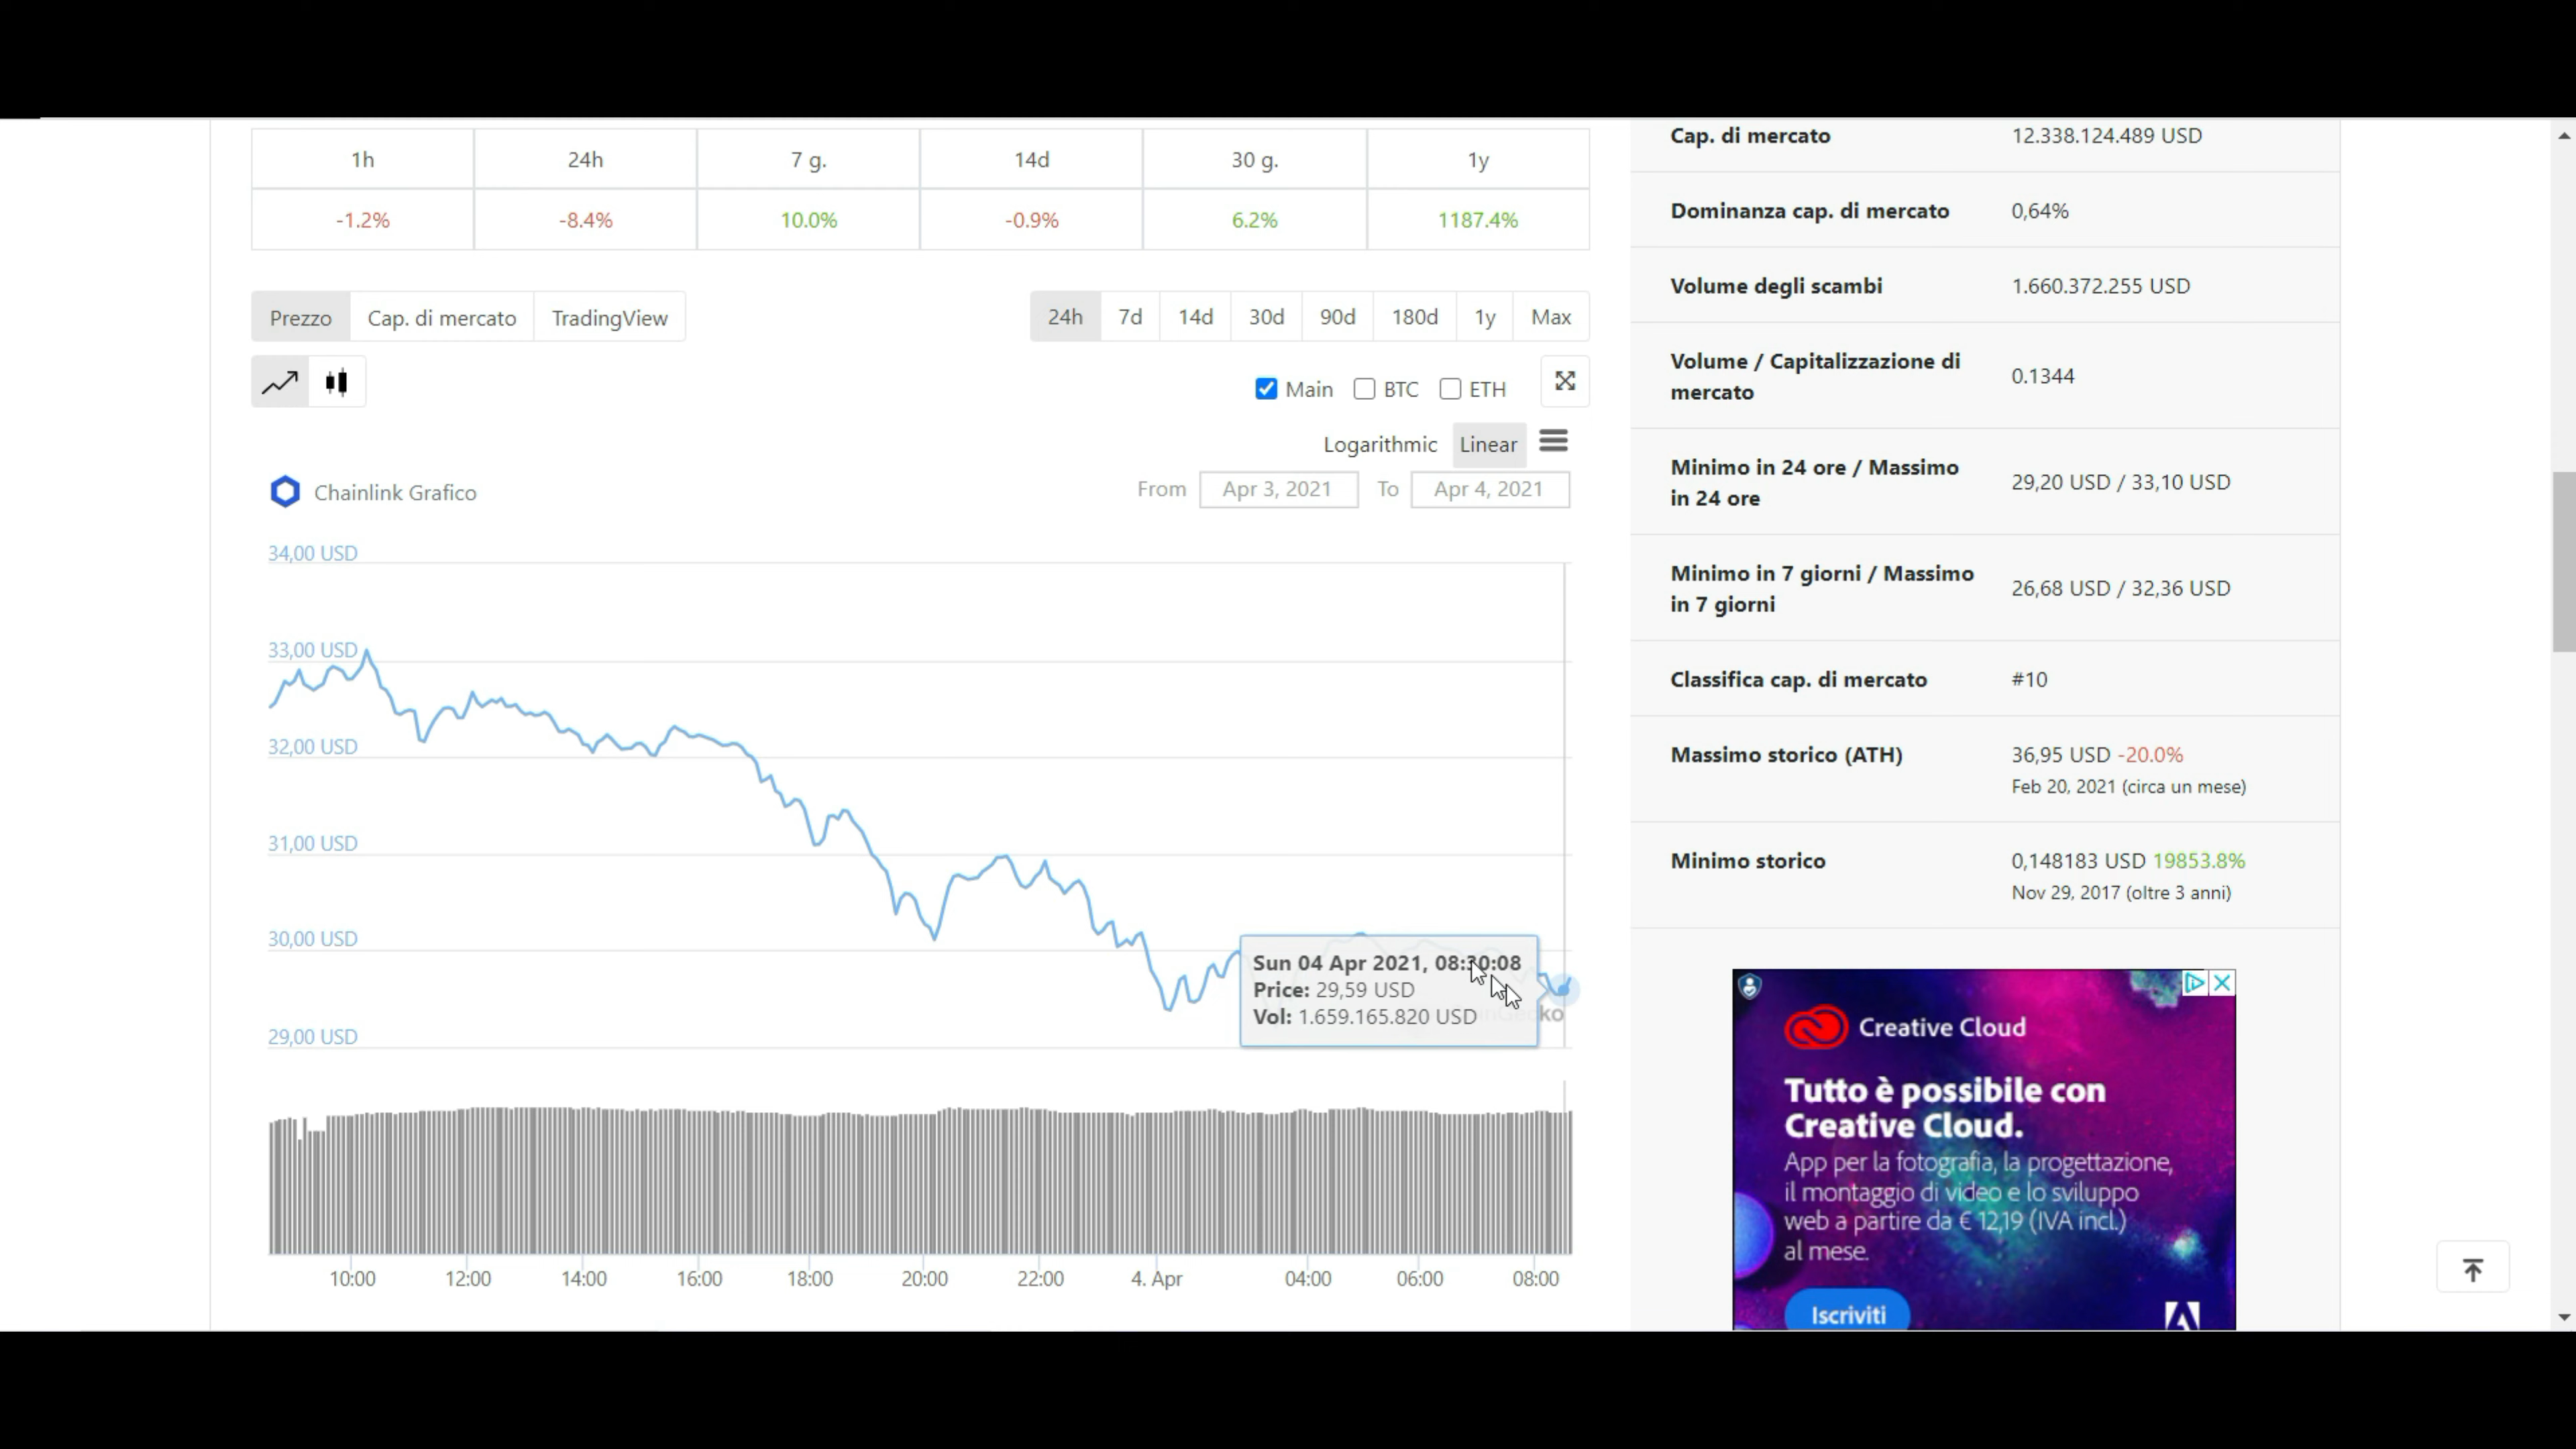 1h 24h 7 g. 14d 30 g. 1y
-1.2% -8.4% 10.0% -0.9% 6.2% 1187.4%
Prezzo Cap. di mercato TradingView
24h 7d 14d 30d 90d 180d 1y Max
Main BTC ETH
Logarithmic Linear
Chainlink Grafico
From Apr 3, 2021 To Apr 4, 2021
34,00 USD
33,00 USD
32,00 USD
31,00 USD
30,00 USD
29,00 USD
Sun 04 Apr 2021, 08:30:08
Price: 29,59 USD
Vol: 1.659.165.820 USD
10:00 12:00 14:00 16:00 18:00 20:00 22:00 4. Apr 04:00 06:00 08:00
Cap. di mercato 12.338.124.489 USD
Dominanza cap. di mercato 0,64%
Volume degli scambi 1.660.372.255 USD
Volume / Capitalizzazione di
mercato
0.1344
Minimo in 24 ore / Massimo
in 24 ore
29,20 USD / 33,10 USD
Minimo in 7 giorni / Massimo
in 7 giorni
26,68 USD / 32,36 USD
Classifica cap. di mercato #10
Massimo storico (ATH) 36,95 USD -20.0%
Feb 20, 2021 (circa un mese)
Minimo storico 0,148183 USD 19853.8%
Nov 29, 2017 (oltre 3 anni)
Creative Cloud
Tutto è possibile con
Creative Cloud.
App per la fotografia, la progettazione,
il montaggio di video e lo sviluppo
web a partire da € 12,19 (IVA incl.)
al mese.
Iscriviti